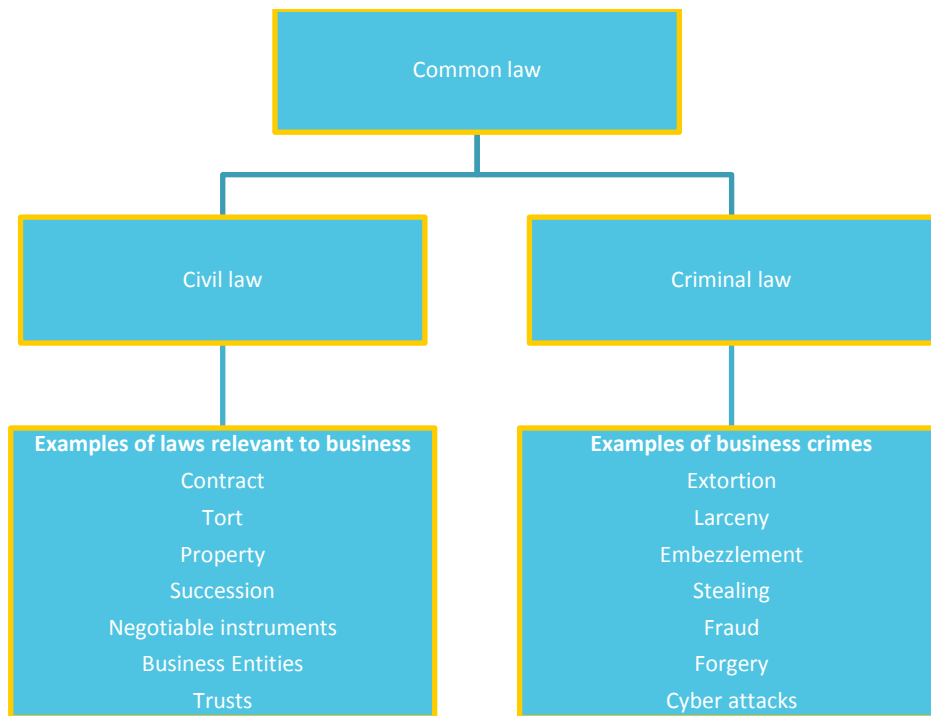 Common law
Civil law
Criminal law
Examples of laws relevant to business
Contract
Tort
Property
Succession
Negotiable instruments
Business Entities
Trusts
Examples of business crimes
Extortion
Larceny
Embezzlement
Stealing
Fraud
Forgery
Cyber attacks